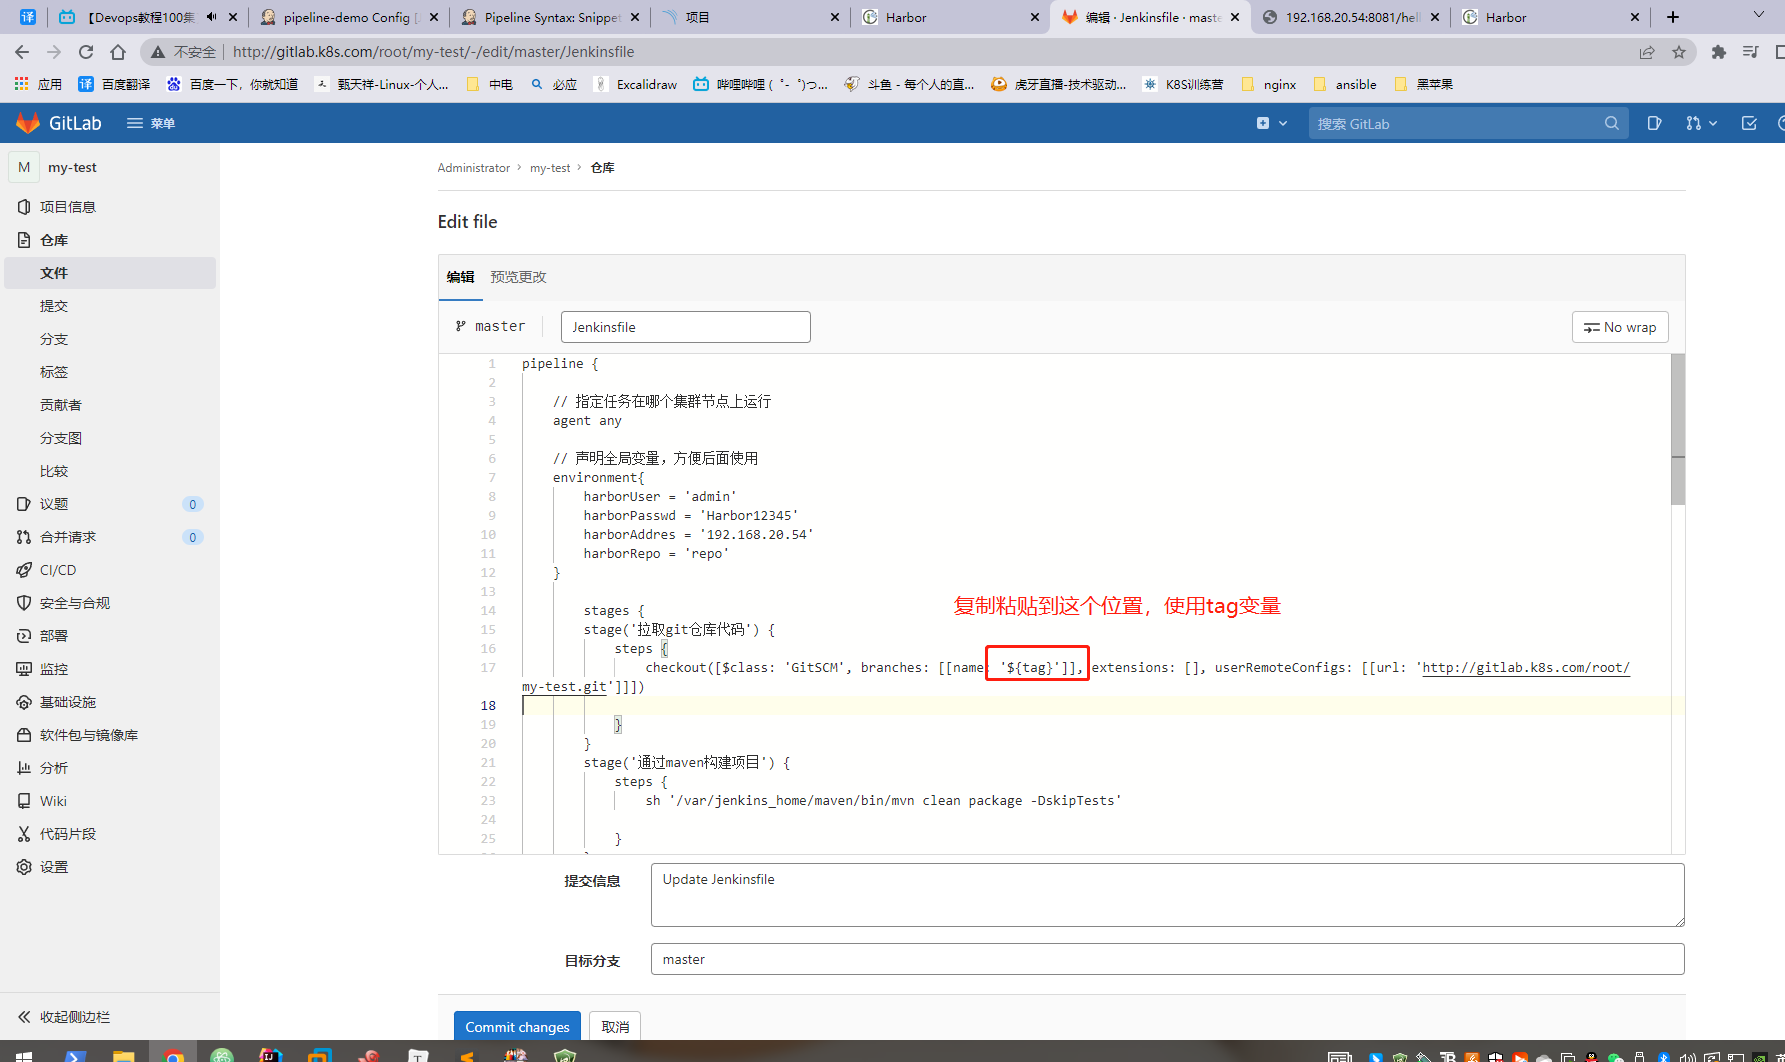 【Devops教程100集
pipeline-demo Config [J
Pipeline Syntax: Snippet
项目
Harbor
编辑 · Jenkinsfile · maste
192.168.20.54:8081/hell
Harbor
不安全 http://gitlab.k8s.com/root/my-test/-/edit/master/Jenkinsfile
应用
百度翻译
百度一下，你就知道
甄天祥-Linux-个人...
中电
必应
Excalidraw
哔哩哔哩 ( ゜- ゜)つ...
斗鱼 - 每个人的直...
虎牙直播-技术驱动...
K8S训练营
nginx
ansible
黑苹果
GitLab
菜单
搜索 GitLab
M my-test
项目信息
仓库
文件
提交
分支
标签
贡献者
分支图
比较
议题 0
合并请求 0
CI/CD
安全与合规
部署
监控
基础设施
软件包与镜像库
分析
Wiki
代码片段
设置
收起侧边栏
Administrator > my-test > 仓库
Edit file
编辑 预览更改
master Jenkinsfile No wrap
1 pipeline {
2
3 // 指定任务在哪个集群节点上运行
4 agent any
5
6 // 声明全局变量，方便后面使用
7 environment{
8 harborUser = 'admin'
9 harborPasswd = 'Harbor12345'
10 harborAddres = '192.168.20.54'
11 harborRepo = 'repo'
12 }
13
复制粘贴到这个位置，使用tag变量
14 stages {
15 stage('拉取git仓库代码') {
16 steps {
17 checkout([$class: 'GitSCM', branches: [[name: '${tag}']], extensions: [], userRemoteConfigs: [[url: 'http://gitlab.k8s.com/root/
my-test.git']]])
18
19 }
20 }
21 stage('通过maven构建项目') {
22 steps {
23 sh '/var/jenkins_home/maven/bin/mvn clean package -DskipTests'
24
25 }
提交信息 Update Jenkinsfile
目标分支 master
Commit changes 取消